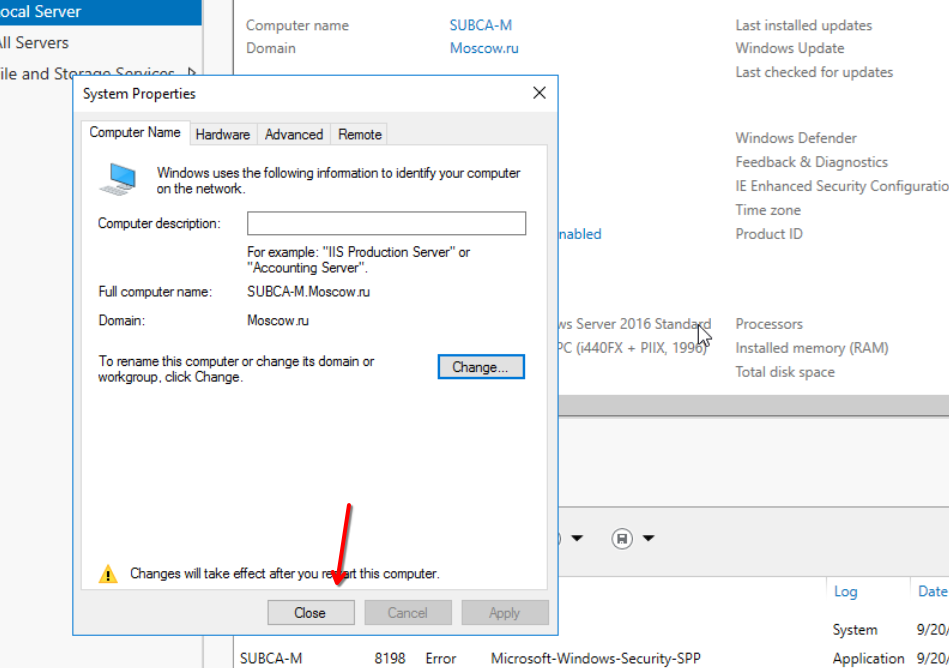 ocal Server
All Servers
ile and Storage Services
Computer name SUBCA-M
Domain Moscow.ru
Last installed updates
Windows Update
Last checked for updates
Windows Defender
Feedback & Diagnostics
IE Enhanced Security Configuratio
Time zone
Product ID
nabled
ws Server 2016 Standard
PC (i440FX + PIIX, 1996)
Processors
Installed memory (RAM)
Total disk space
System Properties
Computer Name Hardware Advanced Remote
Windows uses the following information to identify your computer
on the network.
Computer description:
For example: "IIS Production Server" or
"Accounting Server".
Full computer name: SUBCA-M.Moscow.ru
Domain: Moscow.ru
To rename this computer or change its domain or
workgroup, click Change.
Change...
Changes will take effect after you restart this computer.
Close Cancel Apply
Log Date
System 9/20/
SUBCA-M 8198 Error Microsoft-Windows-Security-SPP Application 9/20/